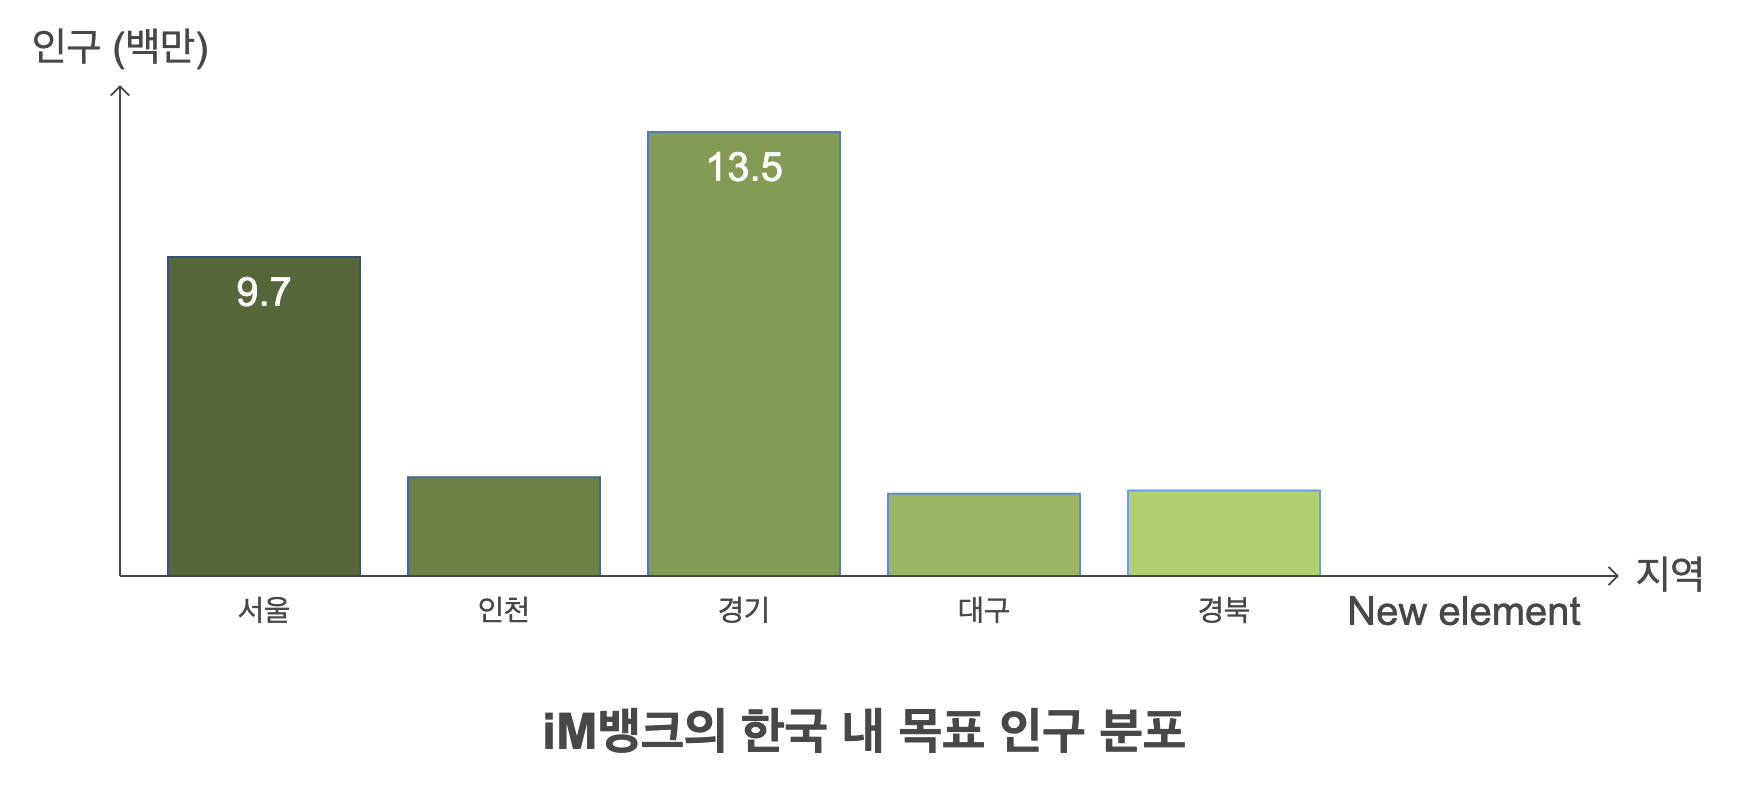 인구 (백만)
13.5
9.7
지역
서울 인천 경기 대구 경북 New element
iM뱅크의 한국 내 목표 인구 분포